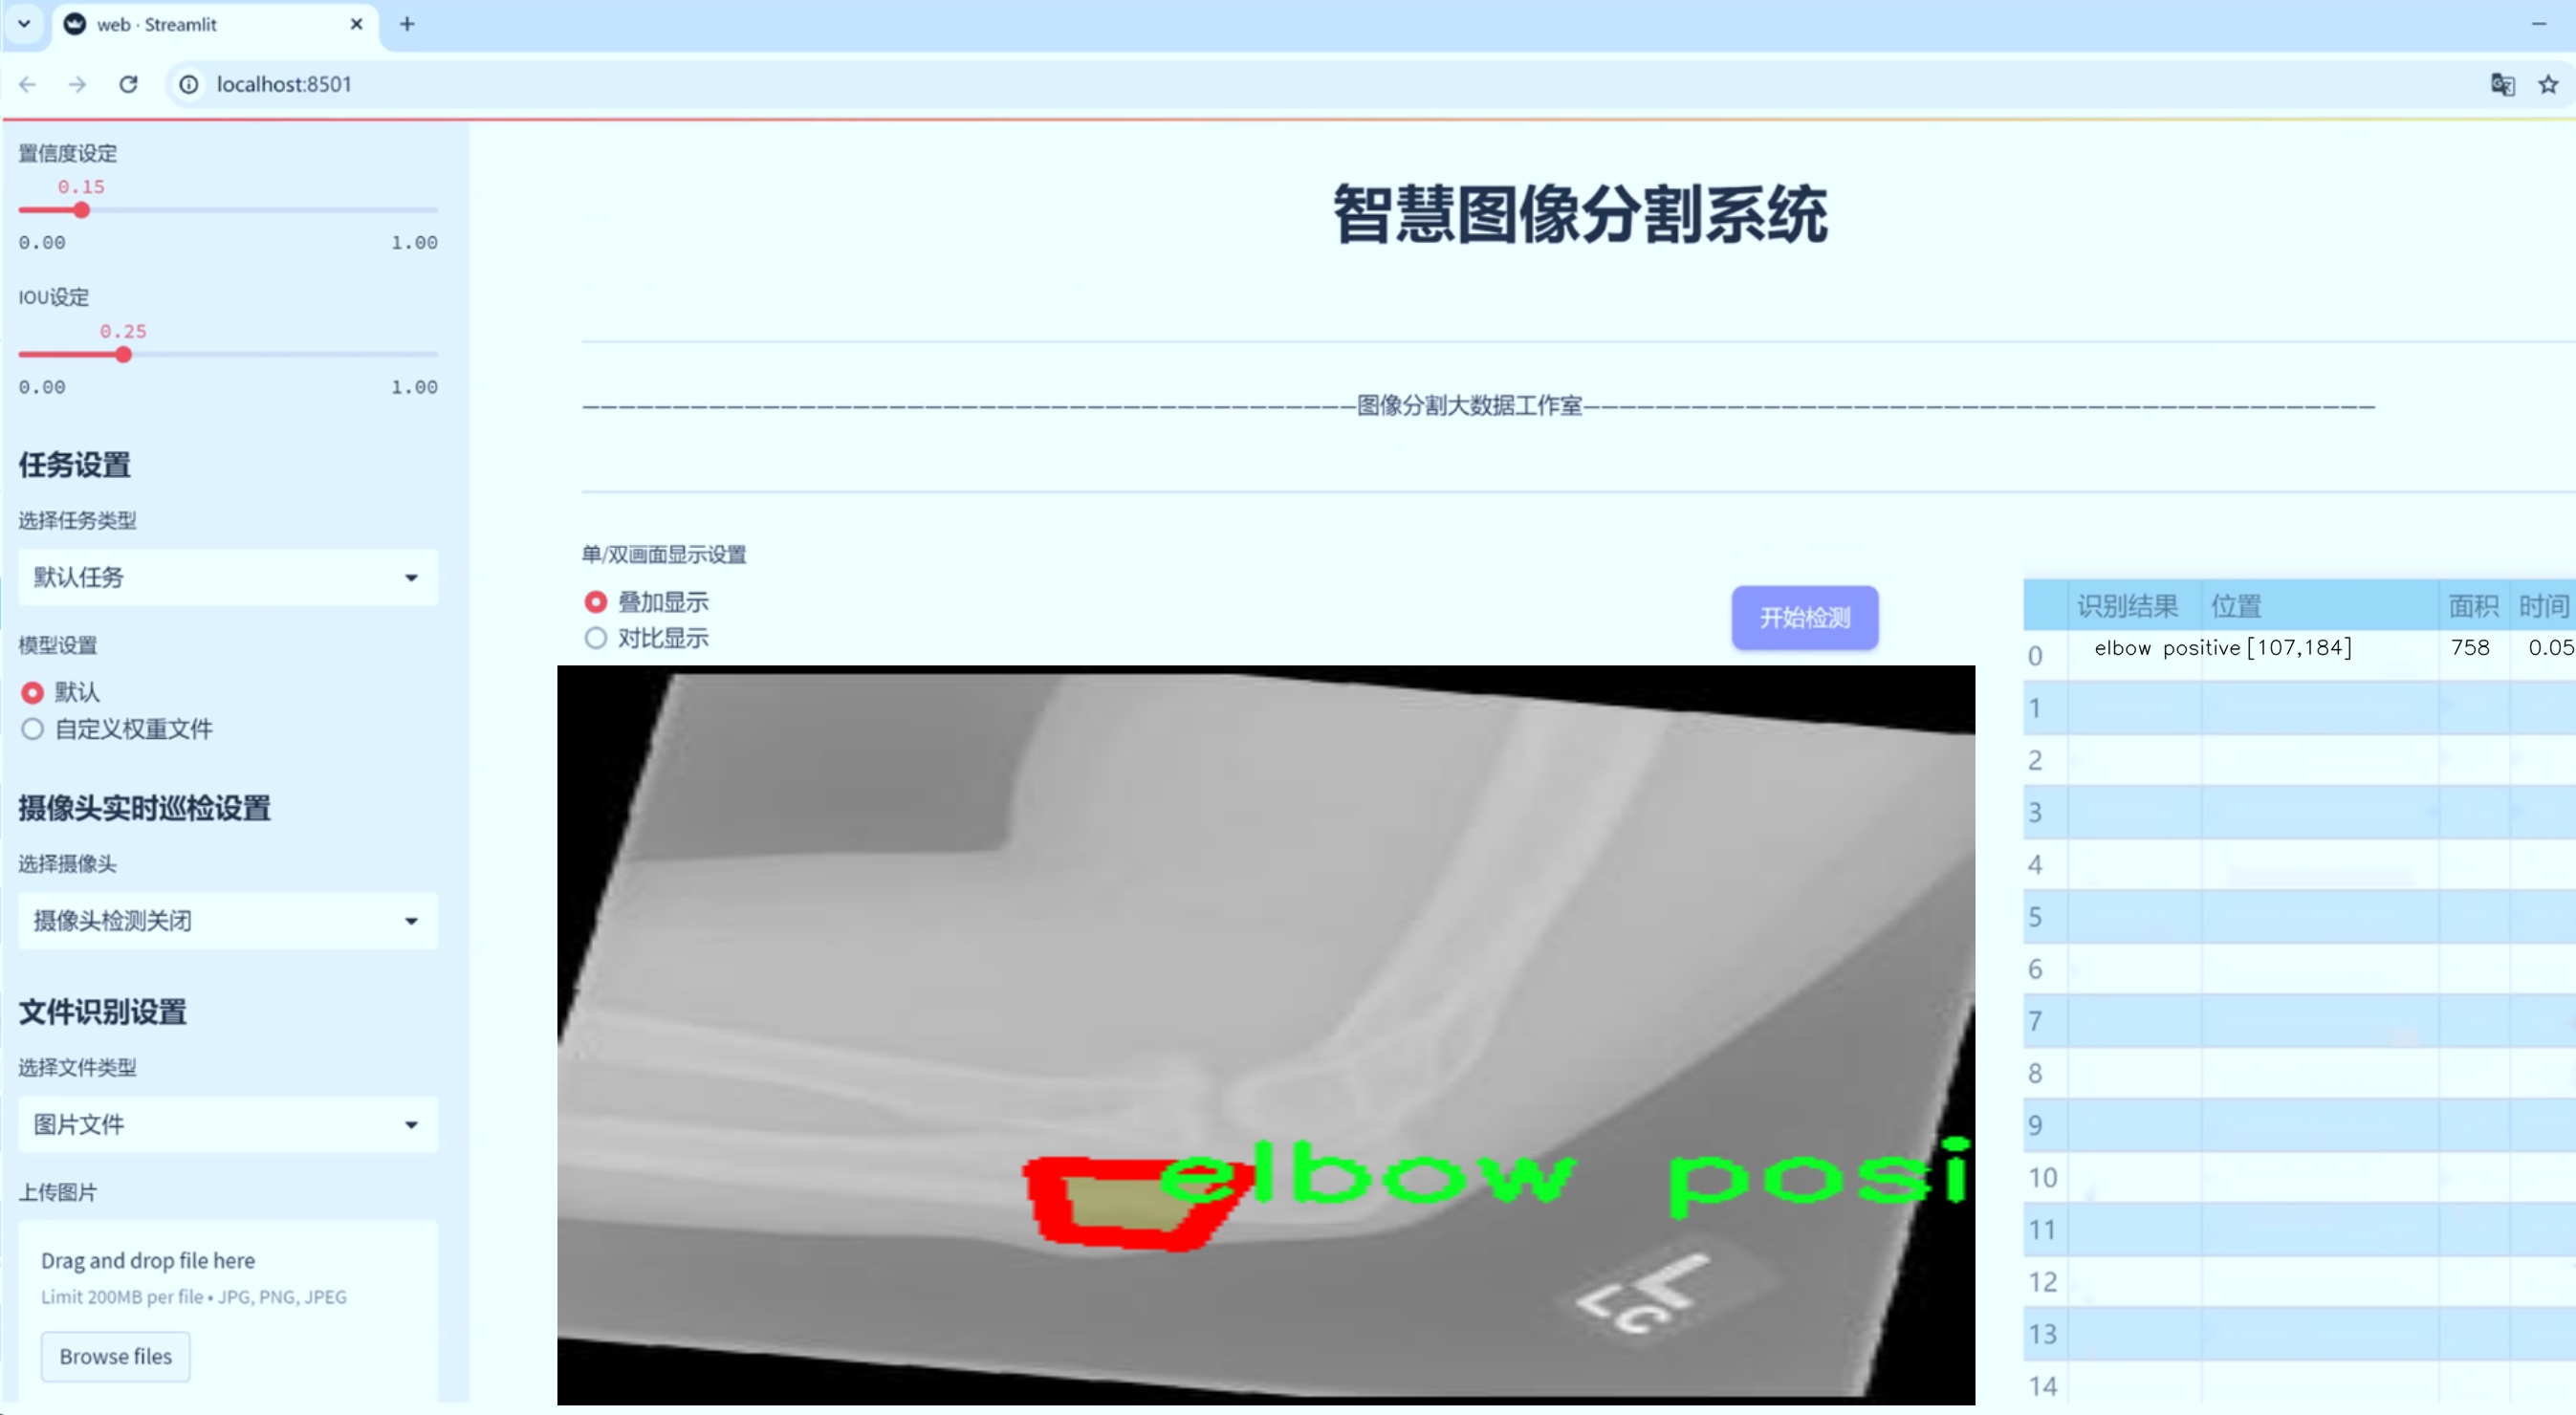 web · Streamlit
localhost:8501
置信度设定
0.15
0.00 1.00
IOU设定
0.25
0.00 1.00
任务设置
选择任务类型
默认任务
模型设置
默认
自定义权重文件
摄像头实时巡检设置
选择摄像头
摄像头检测关闭
文件识别设置
选择文件类型
图片文件
上传图片
Drag and drop file here
Limit 200MB per file • JPG, PNG, JPEG
Browse files
智慧图像分割系统
———————————————————————————————————————————图像分割大数据工作室————————————————————————————————————————————
单/双画面显示设置
叠加显示
对比显示
开始检测
elbow posi
L
LC
识别结果 位置 面积 时间
0 elbow positive [107,184] 758 0.05
1
2
3
4
5
6
7
8
9
10
11
12
13
14